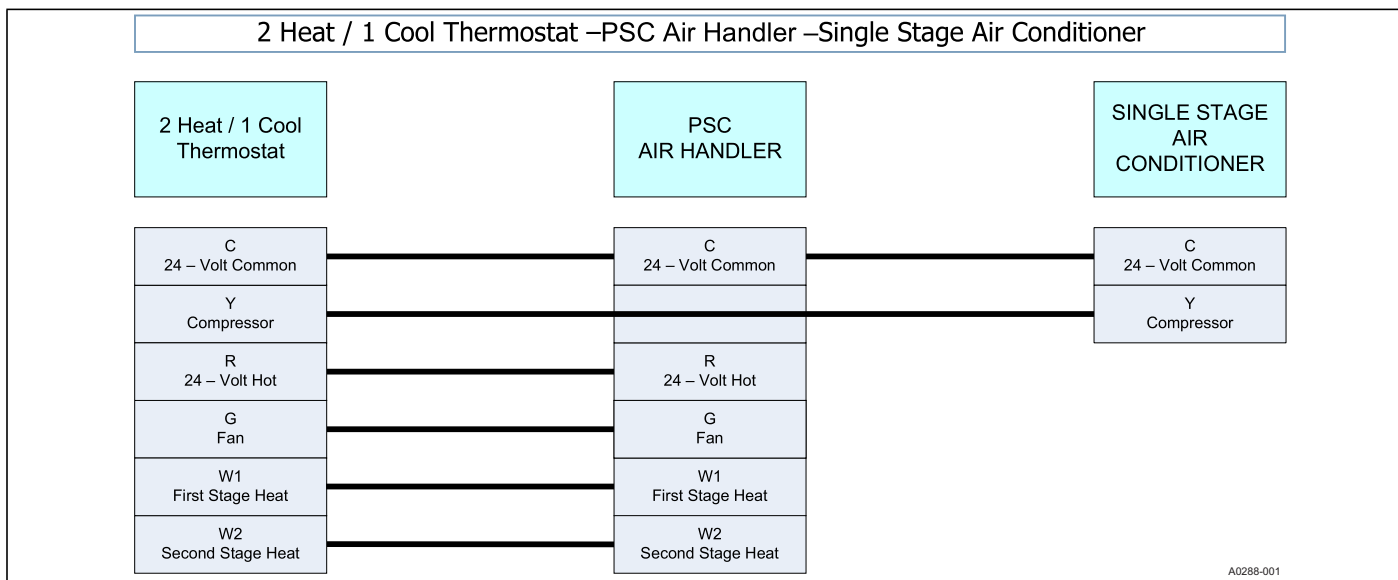 2 Heat / 1 Cool Thermostat –PSC Air Handler –Single Stage Air Conditioner
2 Heat / 1 Cool
Thermostat
PSC
AIR HANDLER
SINGLE STAGE
AIR
CONDITIONER
C
24 – Volt Common
C
24 – Volt Common
C
24 – Volt Common
Y
Compressor
Y
Compressor
R
24 – Volt Hot
R
24 – Volt Hot
G
Fan
G
Fan
W1
First Stage Heat
W1
First Stage Heat
W2
Second Stage Heat
W2
Second Stage Heat
A0288-001